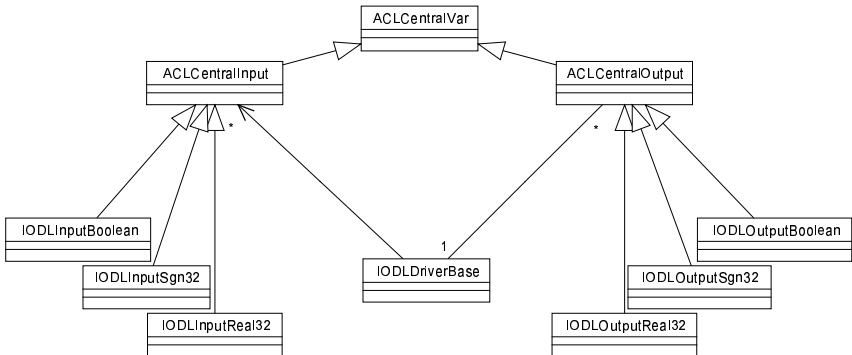 ACLCentralVar
ACLCentralInput
ACLCentralOutput
*
*
IODLInputBoolean
IODLOutputBoolean
1
IODLDriverBase
IODLInputSgn32
IODLOutputSgn32
IODLInputReal32
IODLOutputReal32